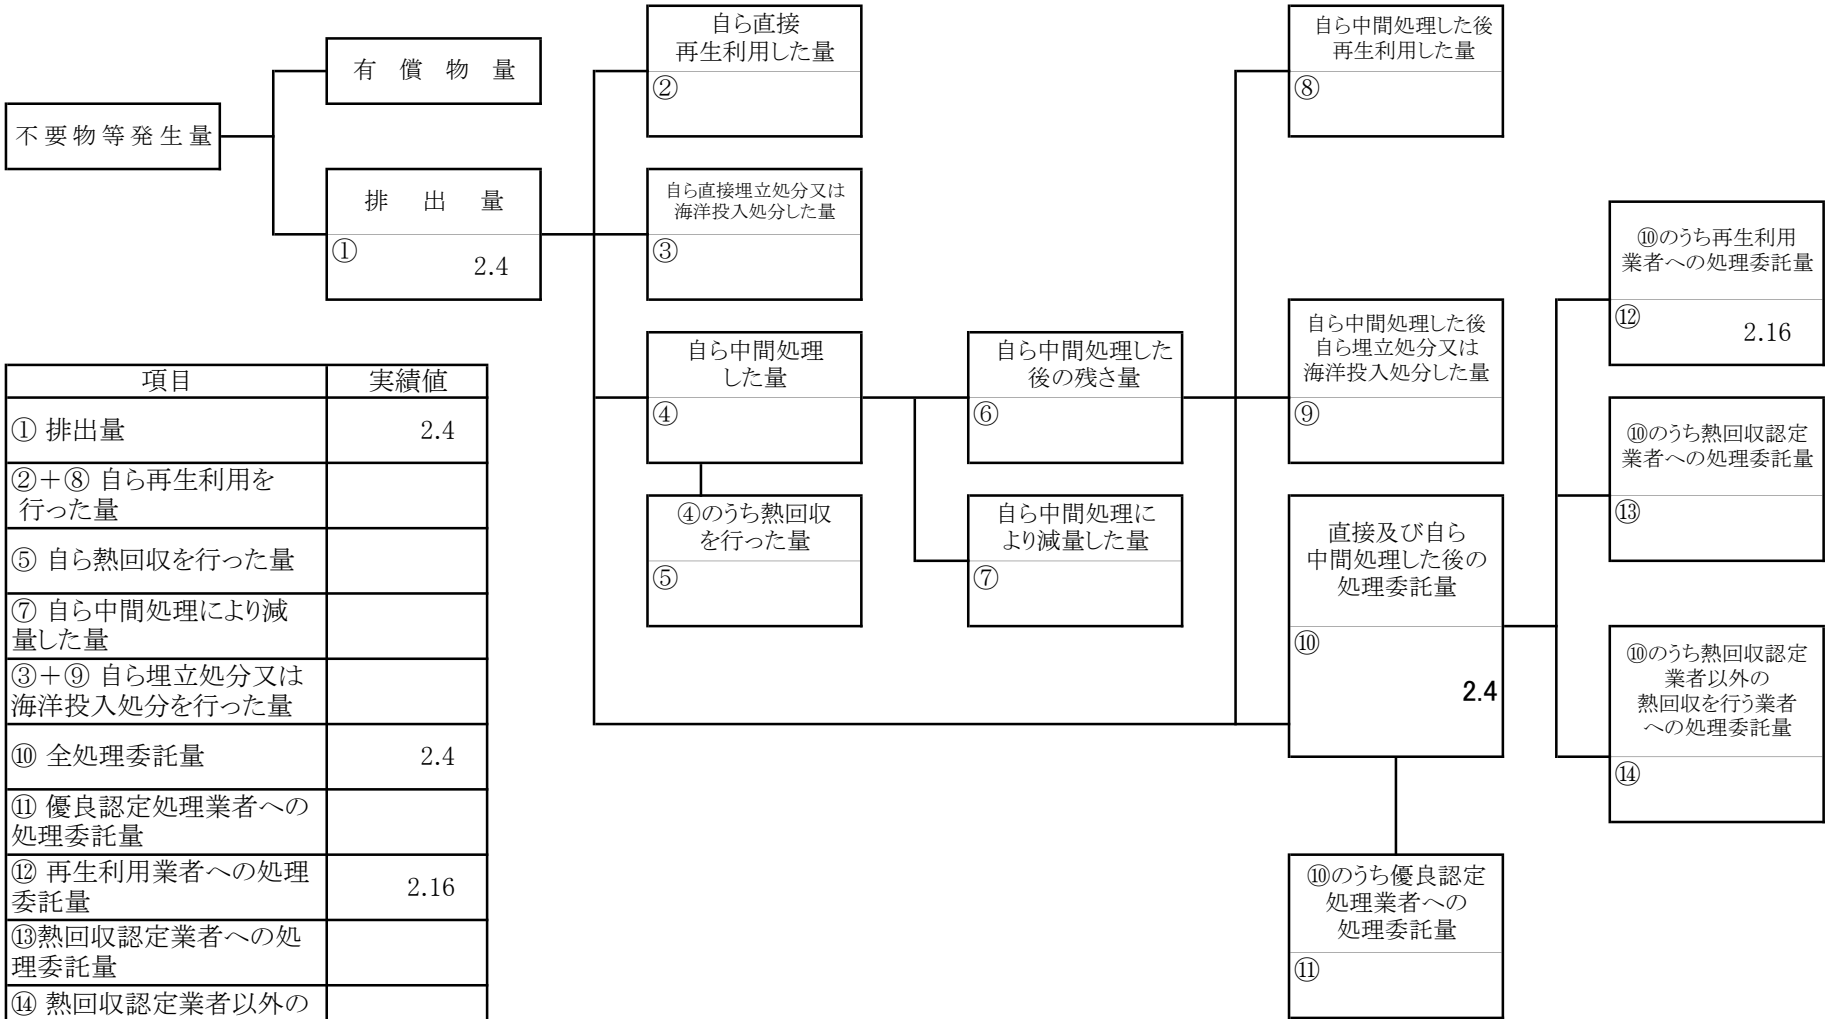 不要物等発生量
有 償 物 量
排 出 量
①
2.4
自ら直接
再生利用した量
②
自ら直接埋立処分又は
海洋投入処分した量
③
自ら中間処理
した量
④
④のうち熱回収
を行った量
⑤
自ら中間処理した
後の残さ量
⑥
自ら中間処理に
より減量した量
⑦
自ら中間処理した後
再生利用した量
⑧
自ら中間処理した後
自ら埋立処分又は
海洋投入処分した量
⑨
直接及び自ら
中間処理した後の
処理委託量
⑩
2.4
⑩のうち優良認定
処理業者への
処理委託量
⑪
⑩のうち再生利用
業者への処理委託量
⑫
2.16
⑩のうち熱回収認定
業者への処理委託量
⑬
⑩のうち熱回収認定
業者以外の
熱回収を行う業者
への処理委託量
⑭
項目 実績値
① 排出量 2.4
②+⑧ 自ら再生利用を
行った量
⑤ 自ら熱回収を行った量
⑦ 自ら中間処理により減
量した量
③+⑨ 自ら埋立処分又は
海洋投入処分を行った量
⑩ 全処理委託量 2.4
⑪ 優良認定処理業者への
処理委託量
⑫ 再生利用業者への処理
委託量 2.16
⑬熱回収認定業者への処
理委託量
⑭ 熱回収認定業者以外の